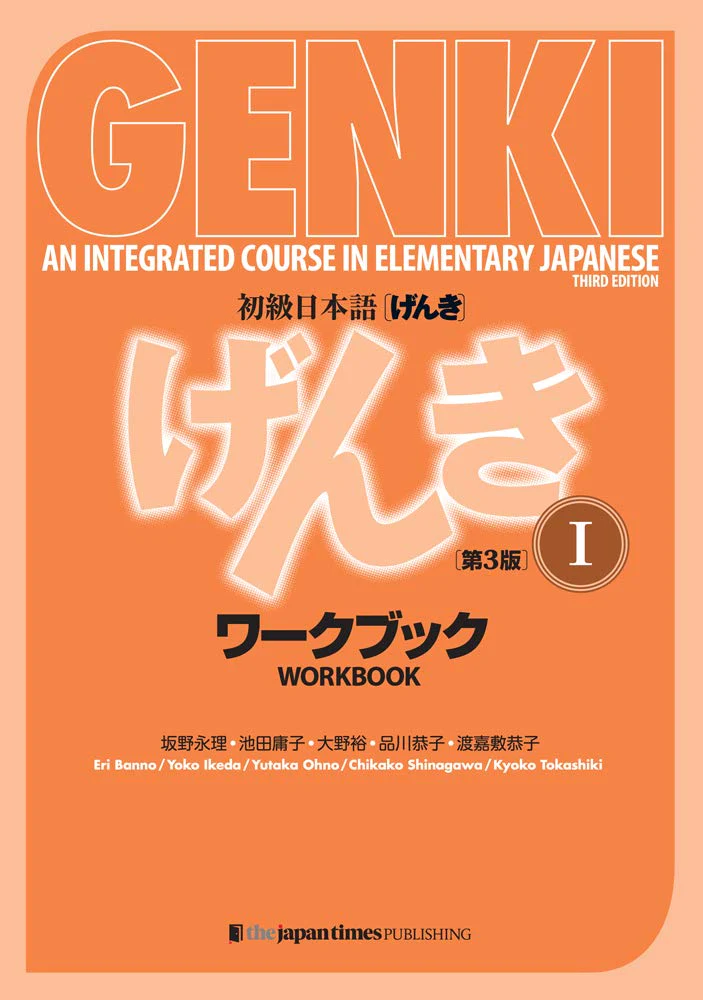 GENKI
AN INTEGRATED COURSE IN ELEMENTARY JAPANESE
THIRD EDITION
初級日本語［げんき］
げんき
［第3版］
I
ワークブック
WORKBOOK
坂野永理・池田庸子・大野裕・品川恭子・渡嘉敷恭子
Eri Banno/Yoko Ikeda/Yutaka Ohno/Chikako Shinagawa/Kyoko Tokashiki
the japan times PUBLISHING